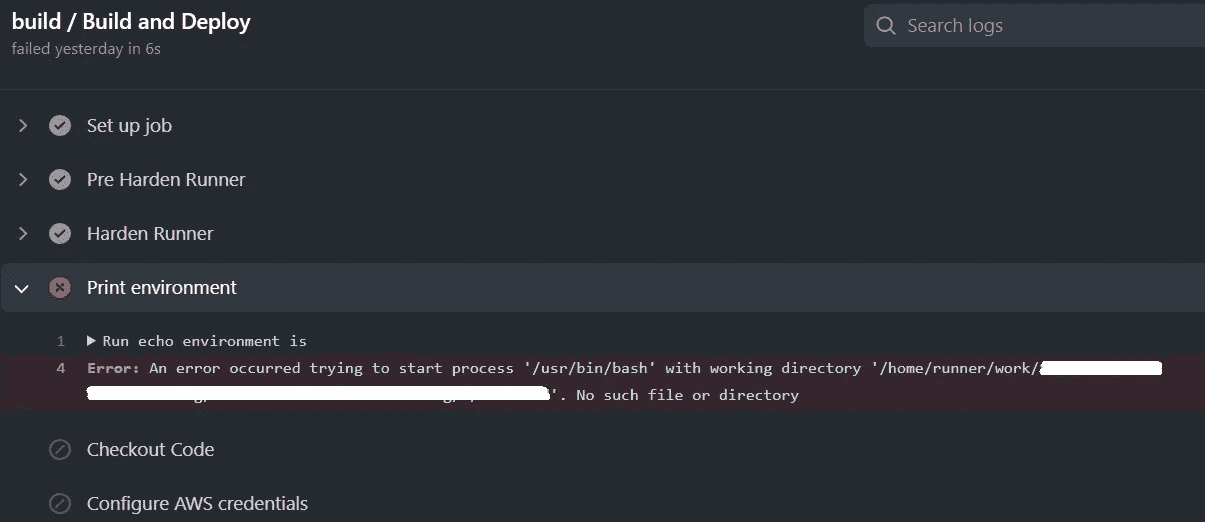 build / Build and Deploy
failed yesterday in 6s
Search logs
Set up job
Pre Harden Runner
Harden Runner
Print environment
1 Run echo environment is
4 Error: An error occurred trying to start process '/usr/bin/bash' with working directory '/home/runner/work/
'. No such file or directory
Checkout Code
Configure AWS credentials